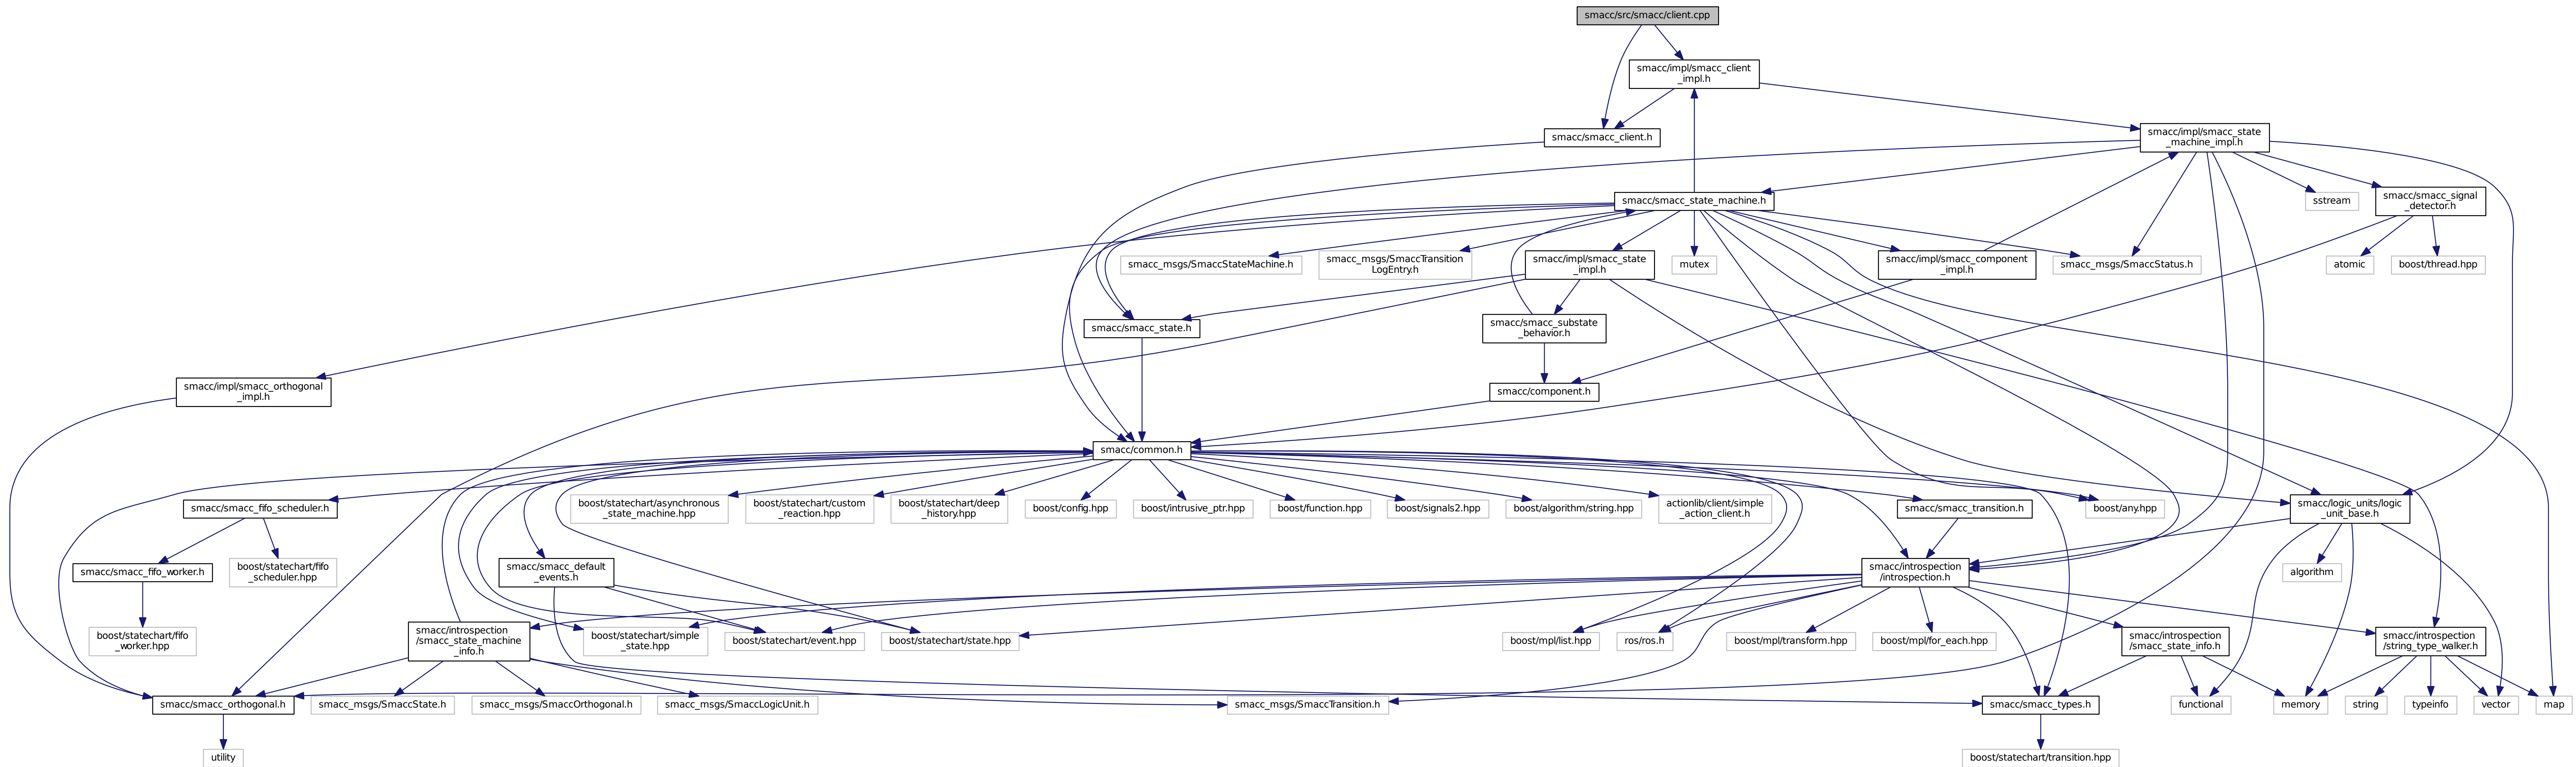 smacc/src/smacc/client.cpp
smacc/impl/smacc_client
_impl.h
smacc/smacc_client.h
smacc/impl/smacc_state
_machine_impl.h
smacc/smacc_state_machine.h
sstream
smacc/smacc_signal
_detector.h
smacc_msgs/SmaccStateMachine.h
smacc_msgs/SmaccTransition
LogEntry.h
smacc/impl/smacc_state
_impl.h
mutex
smacc/impl/smacc_component
_impl.h
smacc_msgs/SmaccStatus.h
atomic
boost/thread.hpp
smacc/smacc_state.h
smacc/smacc_substate
_behavior.h
smacc/impl/smacc_orthogonal
_impl.h
smacc/component.h
smacc/common.h
smacc/smacc_fifo_scheduler.h
boost/statechart/asynchronous
_state_machine.hpp
boost/statechart/custom
_reaction.hpp
boost/statechart/deep
_history.hpp
boost/config.hpp
boost/intrusive_ptr.hpp
boost/function.hpp
boost/signals2.hpp
boost/algorithm/string.hpp
actionlib/client/simple
_action_client.h
smacc/smacc_transition.h
boost/any.hpp
smacc/logic_units/logic
_unit_base.h
smacc/smacc_fifo_worker.h
boost/statechart/fifo
_scheduler.hpp
smacc/smacc_default
_events.h
smacc/introspection
/introspection.h
algorithm
boost/statechart/fifo
_worker.hpp
smacc/introspection
/smacc_state_machine
_info.h
boost/statechart/simple
_state.hpp
boost/statechart/event.hpp
boost/statechart/state.hpp
boost/mpl/list.hpp
ros/ros.h
boost/mpl/transform.hpp
boost/mpl/for_each.hpp
smacc/introspection
/smacc_state_info.h
smacc/introspection
/string_type_walker.h
smacc/smacc_orthogonal.h
smacc_msgs/SmaccState.h
smacc_msgs/SmaccOrthogonal.h
smacc_msgs/SmaccLogicUnit.h
smacc_msgs/SmaccTransition.h
smacc/smacc_types.h
functional
memory
string
typeinfo
vector
map
utility
boost/statechart/transition.hpp